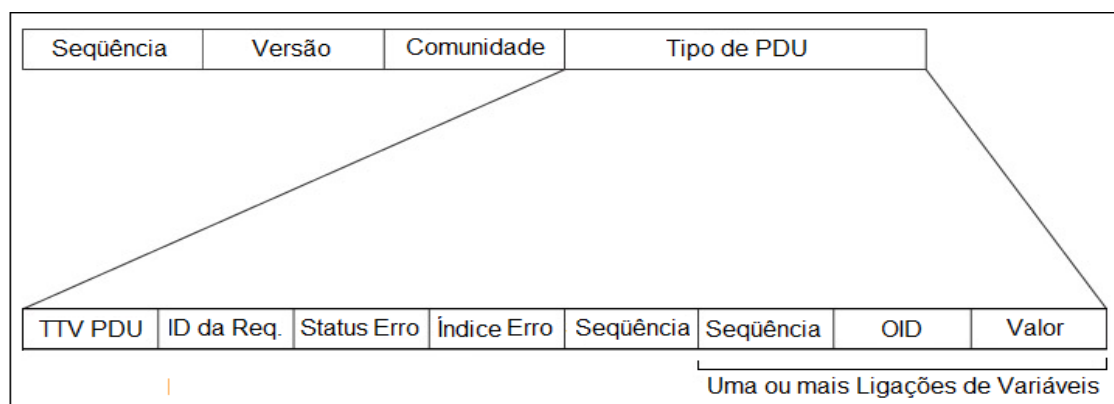 Seqüência Versão Comunidade Tipo de PDU
TTV PDU ID da Req. Status Erro Índice Erro Seqüência Seqüência OID Valor
Uma ou mais Ligações de Variáveis